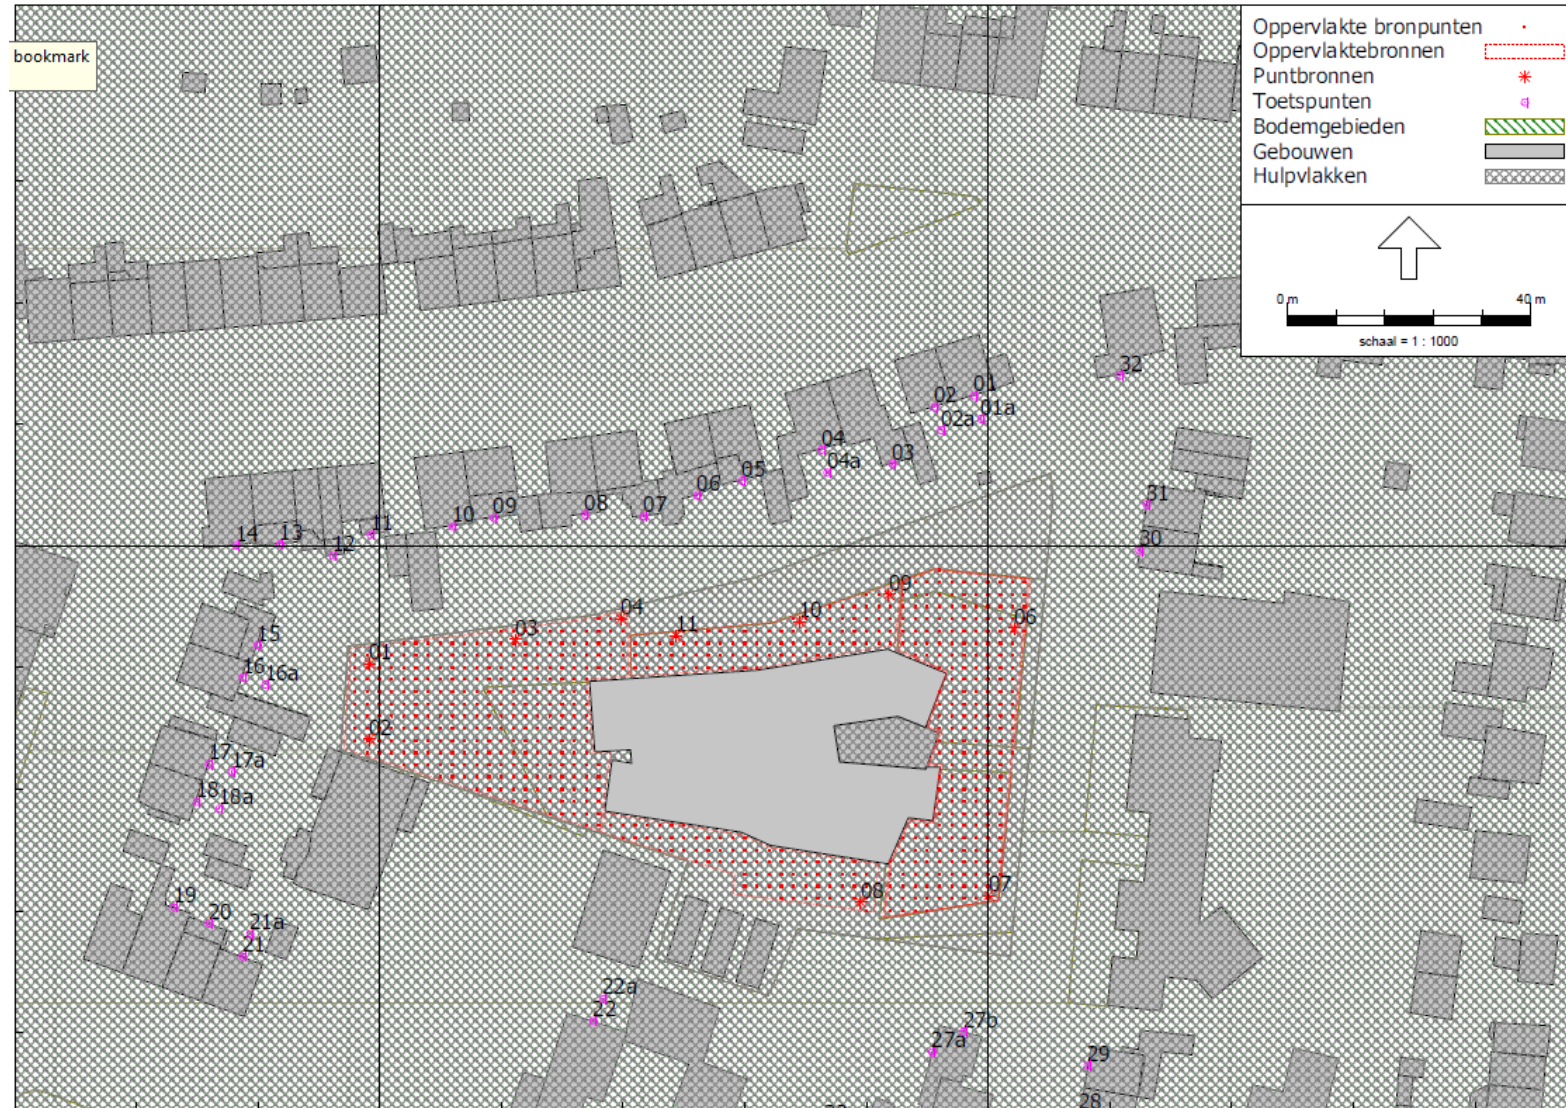 bookmark
Oppervlakte bronpunten
Oppervlaktebronnen
Puntbronnen
Toetspunten
Bodemgebieden
Gebouwen
Hulpvlakken
0 m 40 m
schaal = 1 : 1000
32
02 01
02a 01a
04 03
04a
06 05
10 09 08 07
14 13 12 11
31
30
15
16 16a
17 17a
18 18a
01 03 04 11 10 09 06
02
08 07
19 20 21a
21
22a
22
27b
27a
29
28